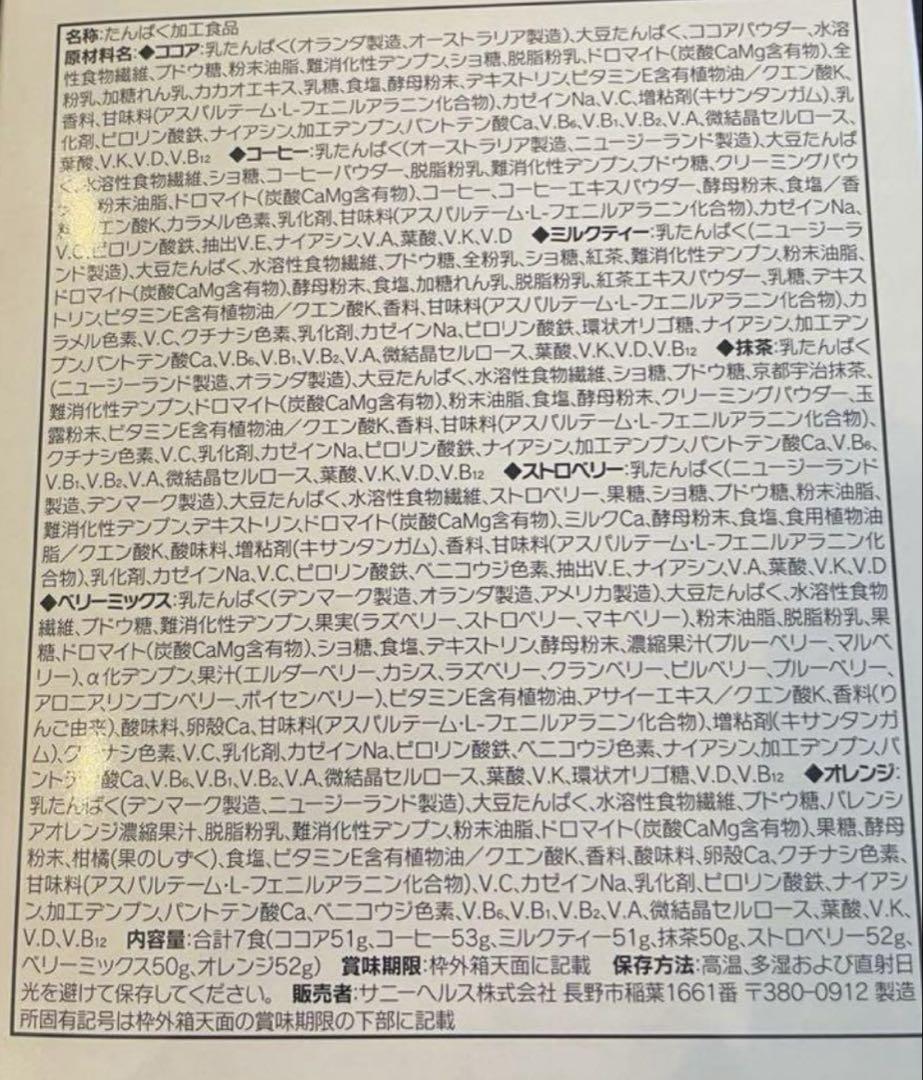 名称:たんぱく加工食品
原材料名:◆ココア:乳たんぱく(オランダ製造、オーストラリア製造)、大豆たんぱく、ココアパウダー、水溶
性食物繊維、ブドウ糖、粉末油脂、難消化性デンプン、ショ糖、脱脂粉乳、ドロマイト(炭酸CaMg含有物)、全
粉乳、加糖れん乳、カカオエキス、乳糖、食塩、酵母粉末、デキストリン、ビタミンE含有植物油／クエン酸K、
香料、甘味料(アスパルテーム･L-フェニルアラニン化合物)、カゼインNa、V.C、増粘剤(キサンタンガム)、乳
化剤、ピロリン酸鉄、ナイアシン、加工デンプン、パントテン酸Ca、V.B6、V.B1、V.B2、V.A、微結晶セルロース、
葉酸、V.K、V.D、V.B12 ◆コーヒー:乳たんぱく(オーストラリア製造、ニュージーランド製造)、大豆たんぱ
く、水溶性食物繊維、ショ糖、コーヒーパウダー、脱脂粉乳、難消化性デンプン、ブドウ糖、クリーミングパウ
粉末油脂、ドロマイト(炭酸CaMg含有物)、コーヒー、コーヒーエキスパウダー、酵母粉末、食塩／香
エン酸K、カラメル色素、乳化剤、甘味料(アスパルテーム･L-フェニルアラニン化合物)、カゼインNa、
V.C、ピロリン酸鉄、抽出V.E、ナイアシン、V.A、葉酸、V.K、V.D ◆ミルクティー:乳たんぱく(ニュージーラ
ンド製造)、大豆たんぱく、水溶性食物繊維、ブドウ糖、全粉乳、ショ糖、紅茶、難消化性デンプン、粉末油脂、
ドロマイト(炭酸CaMg含有物)、酵母粉末、食塩、加糖れん乳、脱脂粉乳、紅茶エキスパウダー、乳糖、デキス
トリン、ビタミンE含有植物油／クエン酸K、香料、甘味料(アスパルテーム･L-フェニルアラニン化合物)、カ
ラメル色素、V.C、クチナシ色素、乳化剤、カゼインNa、ピロリン酸鉄、環状オリゴ糖、ナイアシン、加工デン
プン、パントテン酸Ca、V.B6、V.B1、V.B2、V.A、微結晶セルロース、葉酸、V.K、V.D、V.B12 ◆抹茶:乳たんぱく
(ニュージーランド製造、オランダ製造)、大豆たんぱく、水溶性食物繊維、ショ糖、ブドウ糖、京都宇治抹茶、
難消化性デンプン、ドロマイト(炭酸CaMg含有物)、粉末油脂、食塩、酵母粉末、クリーミングパウダー、玉
露粉末、ビタミンE含有植物油／クエン酸K、香料、甘味料(アスパルテーム･L-フェニルアラニン化合物)、
クチナシ色素、V.C、乳化剤、カゼインNa、ピロリン酸鉄、ナイアシン、加工デンプン、パントテン酸Ca、V.B6、
V.B1、V.B2、V.A、微結晶セルロース、葉酸、V.K、V.D、V.B12 ◆ストロベリー:乳たんぱく(ニュージーランド
製造、デンマーク製造)、大豆たんぱく、水溶性食物繊維、ストロベリー、果糖、ショ糖、ブドウ糖、粉末油脂、
難消化性デンプン、デキストリン、ドロマイト(炭酸CaMg含有物)、ミルクCa、酵母粉末、食塩、食用植物油
脂／クエン酸K、酸味料、増粘剤(キサンタンガム)、香料、甘味料(アスパルテーム･L-フェニルアラニン化
合物)、乳化剤、カゼインNa、V.C、ピロリン酸鉄、ベニコウジ色素、抽出V.E、ナイアシン、V.A、葉酸、V.K、V.D
◆ベリーミックス:乳たんぱく(デンマーク製造、オランダ製造、アメリカ製造)、大豆たんぱく、水溶性食物
繊維、ブドウ糖、難消化性デンプン、果実(ラズベリー、ストロベリー、マキベリー)、粉末油脂、脱脂粉乳、果
糖、ドロマイト(炭酸CaMg含有物)、ショ糖、食塩、デキストリン、酵母粉末、濃縮果汁(ブルーベリー、マルベ
リー)、α化デンプン、果汁(エルダーベリー、カシス、ラズベリー、クランベリー、ビルベリー、ブルーベリー、
アロニア、リンゴンベリー、ボイセンベリー)、ビタミンE含有植物油、アサイーエキス／クエン酸K、香料(り
んご由来)、酸味料、卵殻Ca、甘味料(アスパルテーム･L-フェニルアラニン化合物)、増粘剤(キサンタンガ
ム)、クチナシ色素、V.C、乳化剤、カゼインNa、ピロリン酸鉄、ベニコウジ色素、ナイアシン、加工デンプン、パ
ントテン酸Ca、V.B6、V.B1、V.B2、V.A、微結晶セルロース、葉酸、V.K、環状オリゴ糖、V.D、V.B12 ◆オレンジ:
乳たんぱく(デンマーク製造、ニュージーランド製造)、大豆たんぱく、水溶性食物繊維、ブドウ糖、バレンシ
アオレンジ濃縮果汁、脱脂粉乳、難消化性デンプン、粉末油脂、ドロマイト(炭酸CaMg含有物)、果糖、酵母
粉末、柑橘(果のしずく)、食塩、ビタミンE含有植物油／クエン酸K、香料、酸味料、卵殻Ca、クチナシ色素、
甘味料(アスパルテーム･L-フェニルアラニン化合物)、V.C、カゼインNa、乳化剤、ピロリン酸鉄、ナイアシ
ン、加工デンプン、パントテン酸Ca、ベニコウジ色素、V.B6、V.B1、V.B2、V.A、微結晶セルロース、葉酸、V.K、
V.D、V.B12 内容量:合計7食(ココア51g、コーヒー53g、ミルクティー51g、抹茶50g、ストロベリー52g、
ベリーミックス50g、オレンジ52g) 賞味期限:枠外箱天面に記載 保存方法:高温、多湿および直射日
光を避けて保存してください。 販売者:サニーヘルス株式会社 長野市稲葉1661番 〒380-0912 製造
所固有記号は枠外箱天面の賞味期限の下部に記載